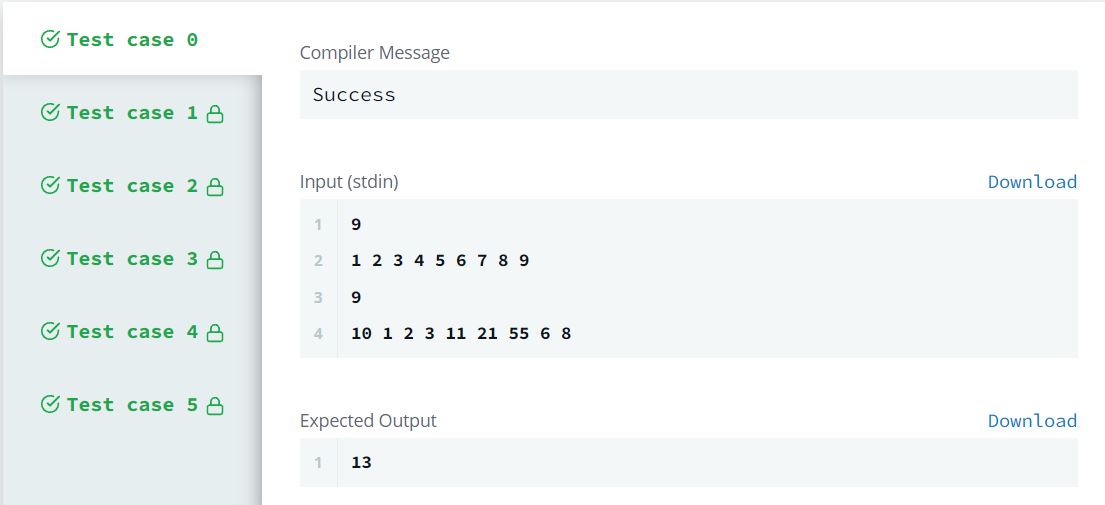 Test case 0
Test case 1
Test case 2
Test case 3
Test case 4
Test case 5
Compiler Message
Success
Input (stdin)
Download
1 9
2 1 2 3 4 5 6 7 8 9
3 9
4 10 1 2 3 11 21 55 6 8
Expected Output
Download
1 13